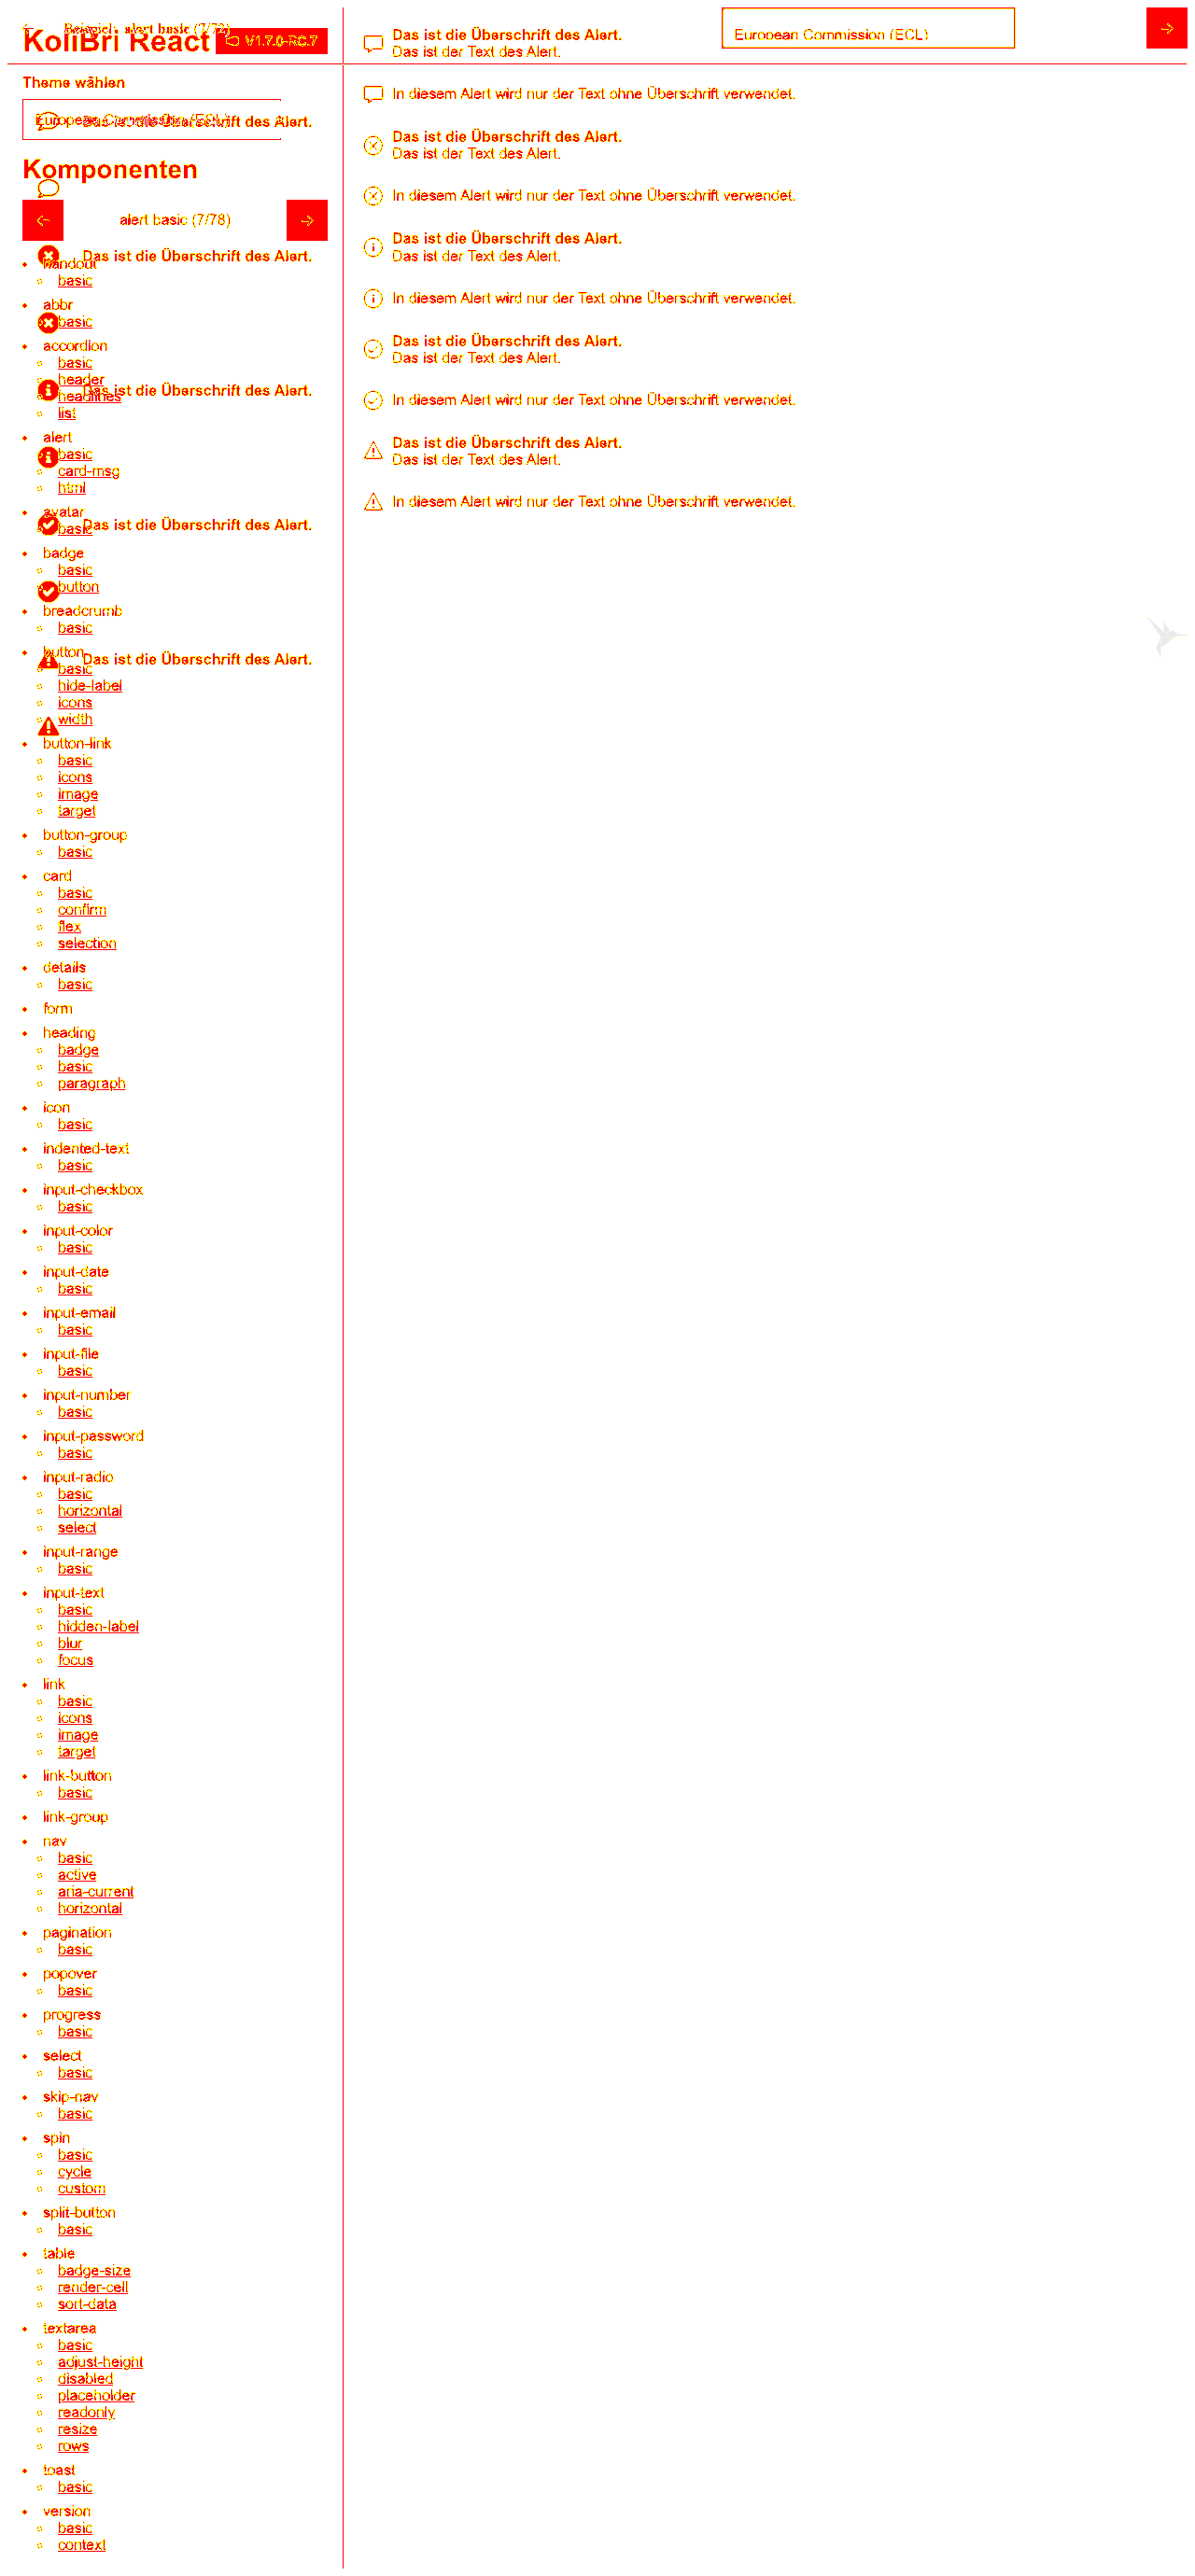 Beispiel: alert basic (7/72)
KoliBri React V1.7.0-RC.7
Theme wählen
European Commission (ECL)
Das ist die Überschrift des Alert.
Komponenten
alert basic (7/78)
Das ist die Überschrift des Alert.
handout
basic
abbr
basic
accordion
basic
header
Das ist die Überschrift des Alert.
headlines
list
alert
basic
card-msg
html
avatar
Das ist die Überschrift des Alert.
basic
badge
basic
button
breadcrumb
basic
button
Das ist die Überschrift des Alert.
basic
hide-label
icons
width
button-link
basic
icons
image
target
button-group
basic
card
basic
confirm
flex
selection
details
basic
form
heading
badge
basic
paragraph
icon
basic
indented-text
basic
input-checkbox
basic
input-color
basic
input-date
basic
input-email
basic
input-file
basic
input-number
basic
input-password
basic
input-radio
basic
horizontal
select
input-range
basic
input-text
basic
hidden-label
blur
focus
link
basic
icons
image
target
link-button
basic
link-group
nav
basic
active
aria-current
horizontal
pagination
basic
popover
basic
progress
basic
select
basic
skip-nav
basic
spin
basic
cycle
custom
split-button
basic
table
badge-size
render-cell
sort-data
textarea
basic
adjust-height
disabled
placeholder
readonly
resize
rows
toast
basic
version
basic
context
European Commission (ECL)
Das ist die Überschrift des Alert.
Das ist der Text des Alert.
In diesem Alert wird nur der Text ohne Überschrift verwendet.
Das ist die Überschrift des Alert.
Das ist der Text des Alert.
In diesem Alert wird nur der Text ohne Überschrift verwendet.
Das ist die Überschrift des Alert.
Das ist der Text des Alert.
In diesem Alert wird nur der Text ohne Überschrift verwendet.
Das ist die Überschrift des Alert.
Das ist der Text des Alert.
In diesem Alert wird nur der Text ohne Überschrift verwendet.
Das ist die Überschrift des Alert.
Das ist der Text des Alert.
In diesem Alert wird nur der Text ohne Überschrift verwendet.